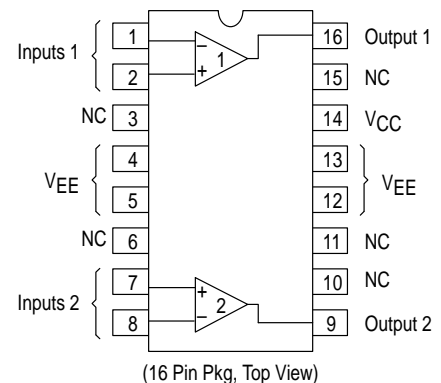 Inputs 1
1
2
−
+
1
16
Output 1
15
NC
NC
3
14
VCC
VEE
4
5
13
12
VEE
NC
6
11
NC
10
NC
Inputs 2
7
8
+
−
2
9
Output 2
(16 Pin Pkg, Top View)